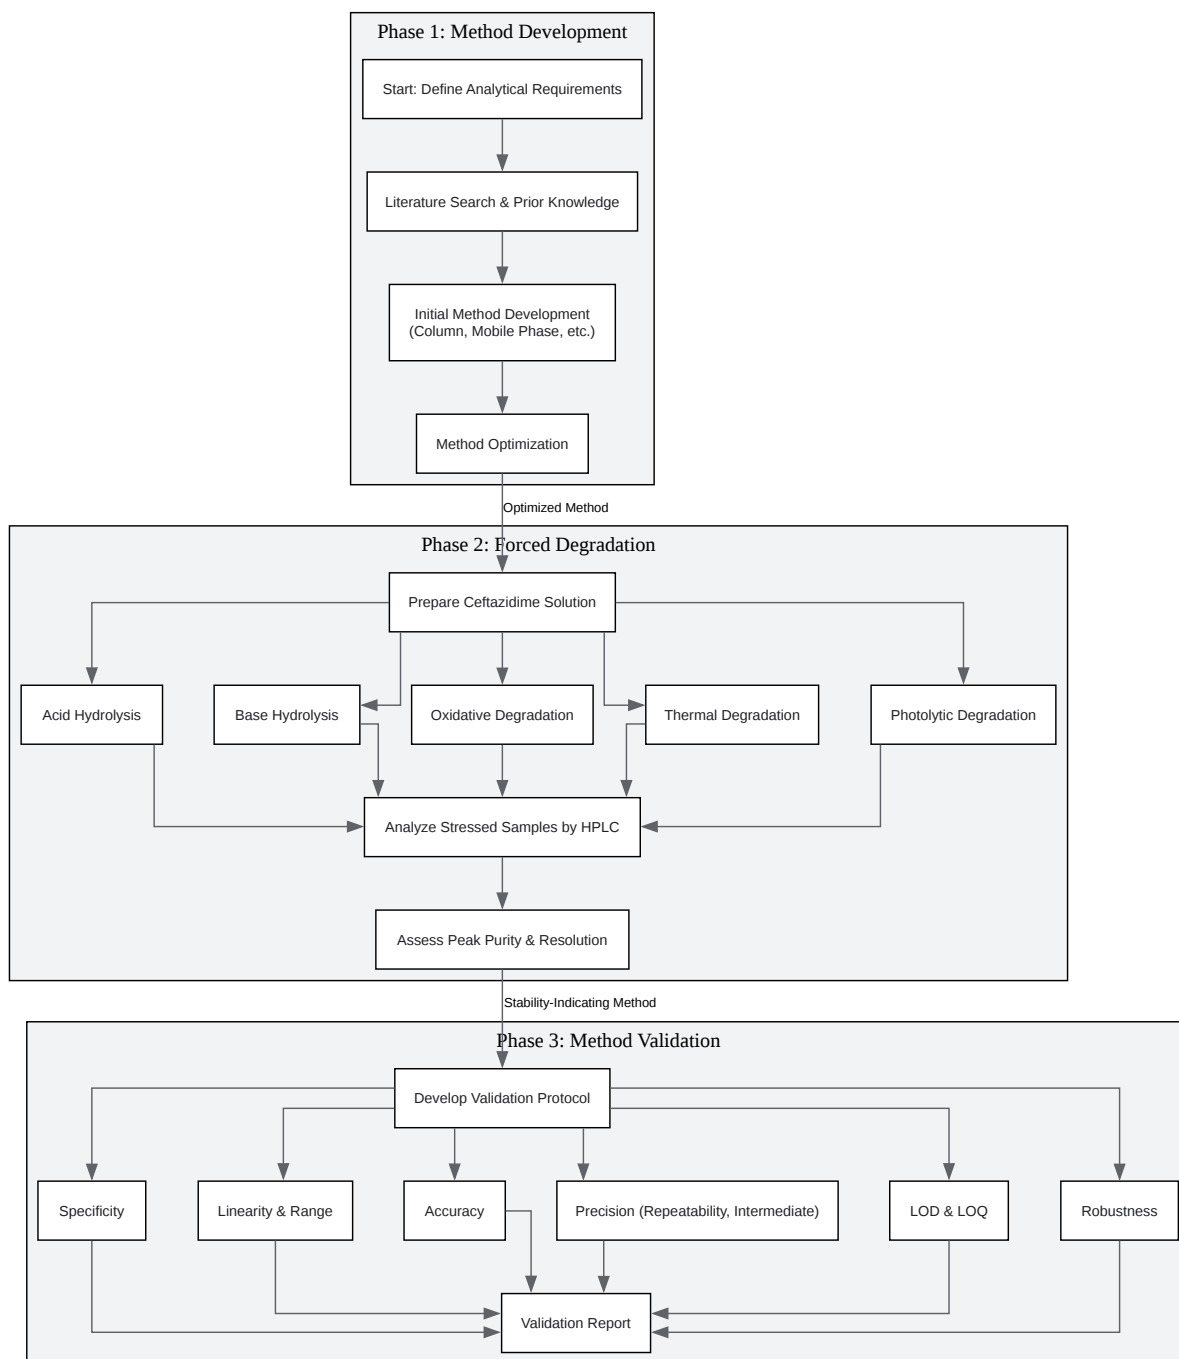 Phase 1: Method Development
Start: Define Analytical Requirements
Literature Search & Prior Knowledge
Initial Method Development
(Column, Mobile Phase, etc.)
Method Optimization
Optimized Method
Phase 2: Forced Degradation
Prepare Ceftazidime Solution
Acid Hydrolysis
Base Hydrolysis
Oxidative Degradation
Thermal Degradation
Photolytic Degradation
Analyze Stressed Samples by HPLC
Assess Peak Purity & Resolution
Stability-Indicating Method
Phase 3: Method Validation
Develop Validation Protocol
Specificity
Linearity & Range
Accuracy
Precision (Repeatability, Intermediate)
LOD & LOQ
Robustness
Validation Report